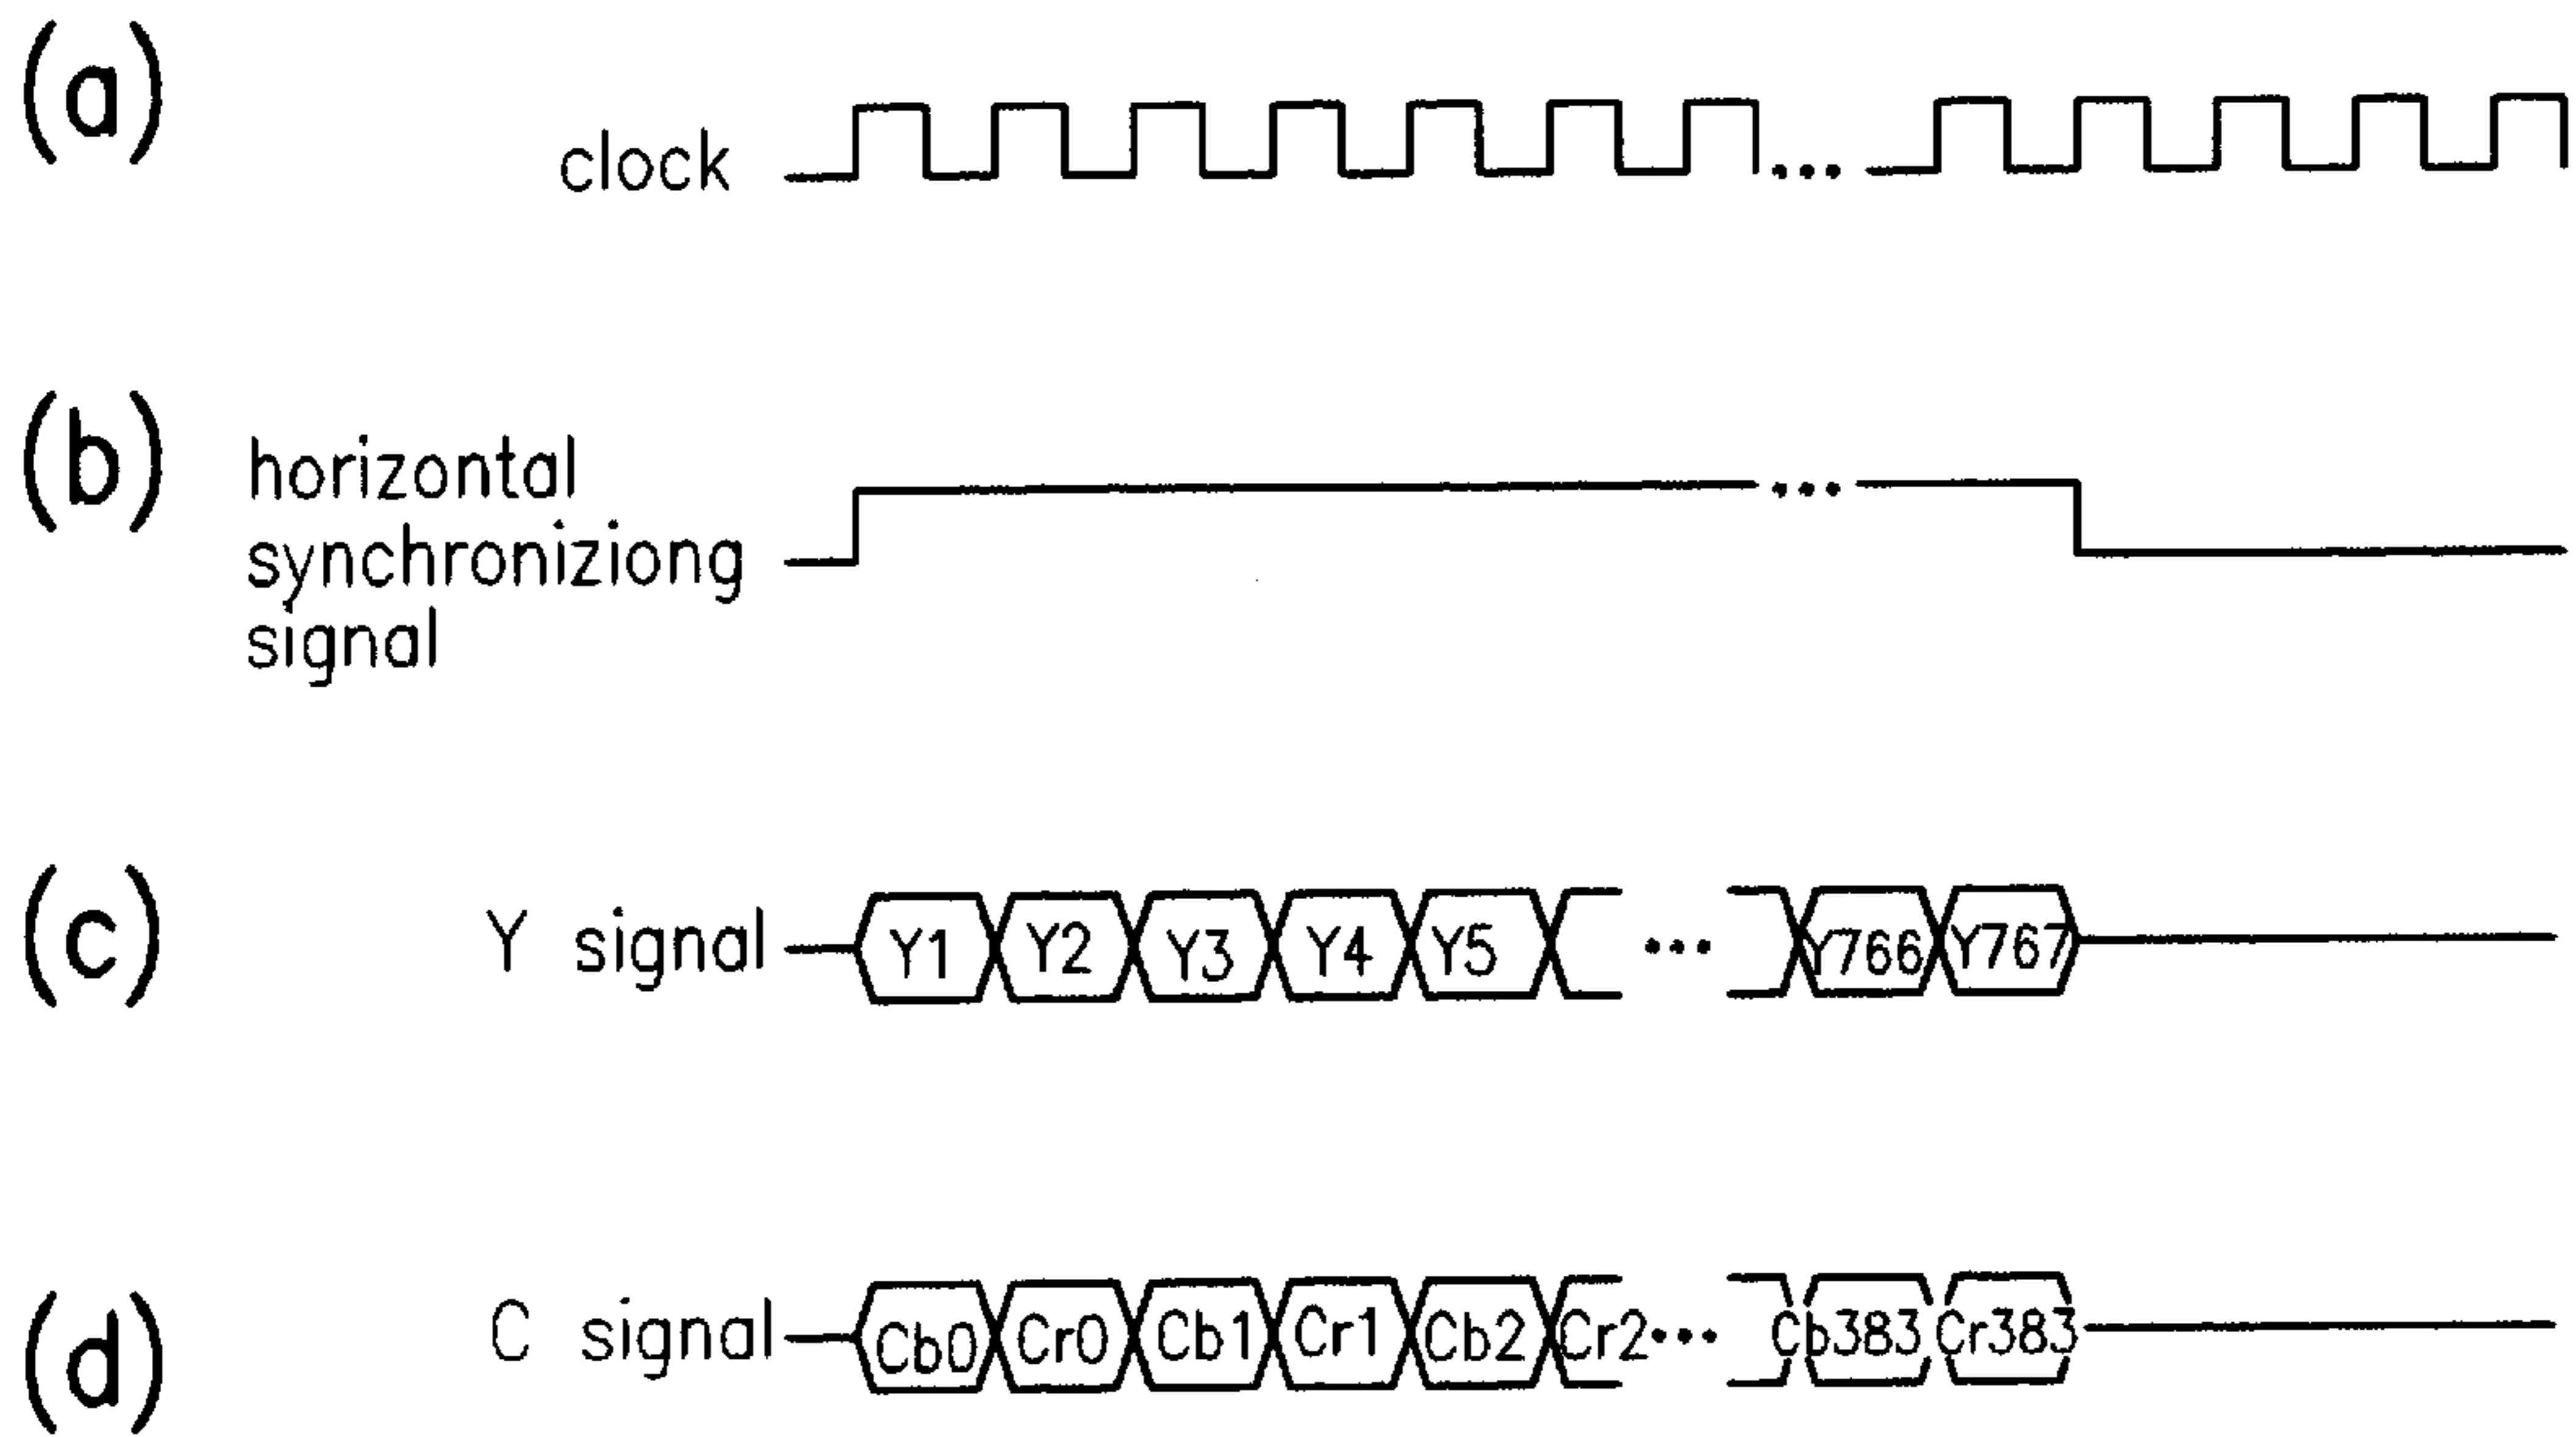 (a)
clock ...
(b)
horizontal
synchroniziong
signal
...
(c)
Y signal Y1 Y2 Y3 Y4 Y5 ... Y766 Y767
(d)
C signal Cb0 Cr0 Cb1 Cr1 Cb2 Cr2 ... Cb383 Cr383